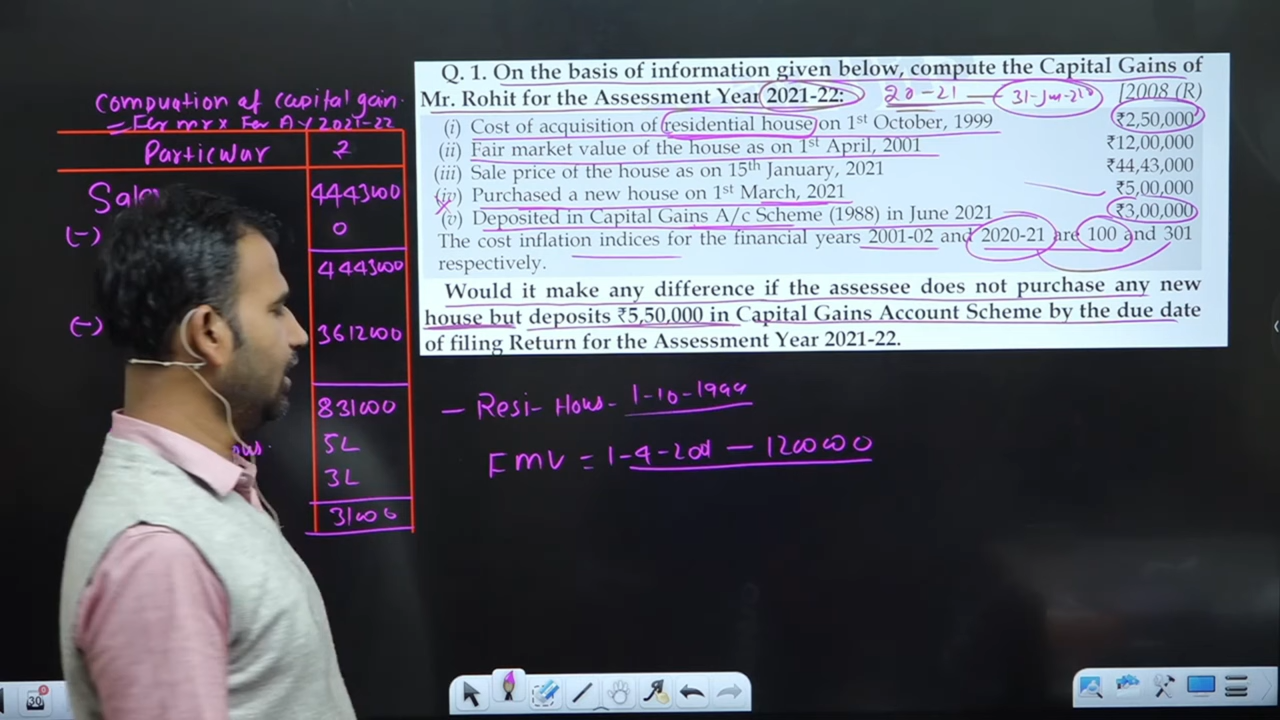 Compuation of capital gain.
= For mrx For A Y 2021-22
Particular ₹
4443000
(-) 0
4443000
(-) 3612000
831000
5L
3L
31000
Q. 1. On the basis of information given below, compute the Capital Gains of
Mr. Rohit for the Assessment Year 2021-22: 20-21 [2008 (R)
(i) Cost of acquisition of residential house on 1st October, 1999 ₹2,50,000
(ii) Fair market value of the house as on 1st April, 2001 ₹12,00,000
(iii) Sale price of the house as on 15th January, 2021 ₹44,43,000
(iv) Purchased a new house on 1st March, 2021 ₹5,00,000
(v) Deposited in Capital Gains A/c Scheme (1988) in June 2021 ₹3,00,000
The cost inflation indices for the financial years 2001-02 and 2020-21 are 100 and 301
respectively.
Would it make any difference if the assessee does not purchase any new
house but deposits ₹5,50,000 in Capital Gains Account Scheme by the due date
of filing Return for the Assessment Year 2021-22.
- Resi- Hous- 1-10-1999
FMV = 1-4-2001 - 1200000
30